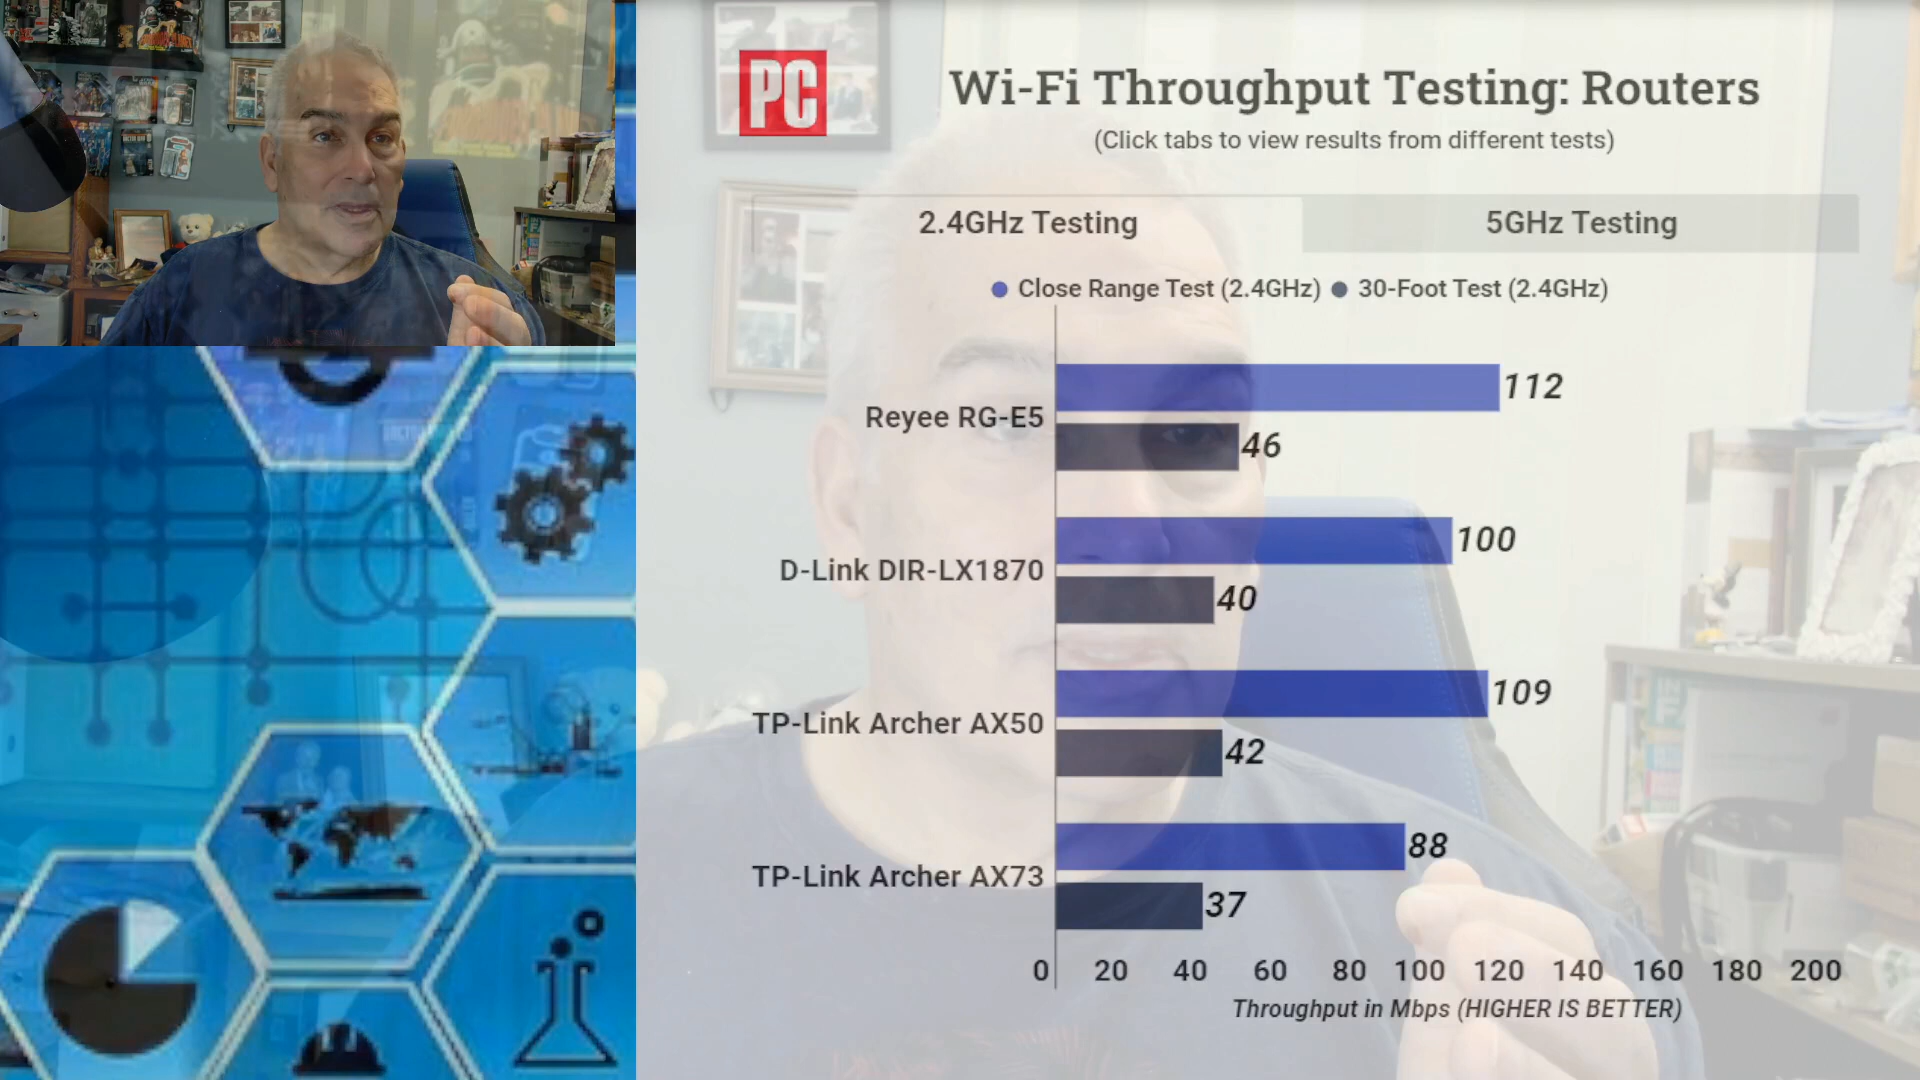 PC
Wi-Fi Throughput Testing: Routers
(Click tabs to view results from different tests)
2.4GHz Testing
5GHz Testing
Close Range Test (2.4GHz)
30-Foot Test (2.4GHz)
Reyee RG-E5
112
46
D-Link DIR-LX1870
100
40
TP-Link Archer AX50
109
42
TP-Link Archer AX73
88
37
0 20 40 60 80 100 120 140 160 180 200
Throughput in Mbps (HIGHER IS BETTER)